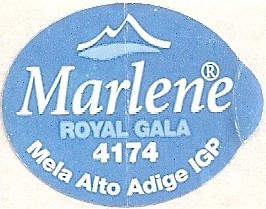 Marlene®
ROYAL GALA
4174
Mela Alto Adige IGP